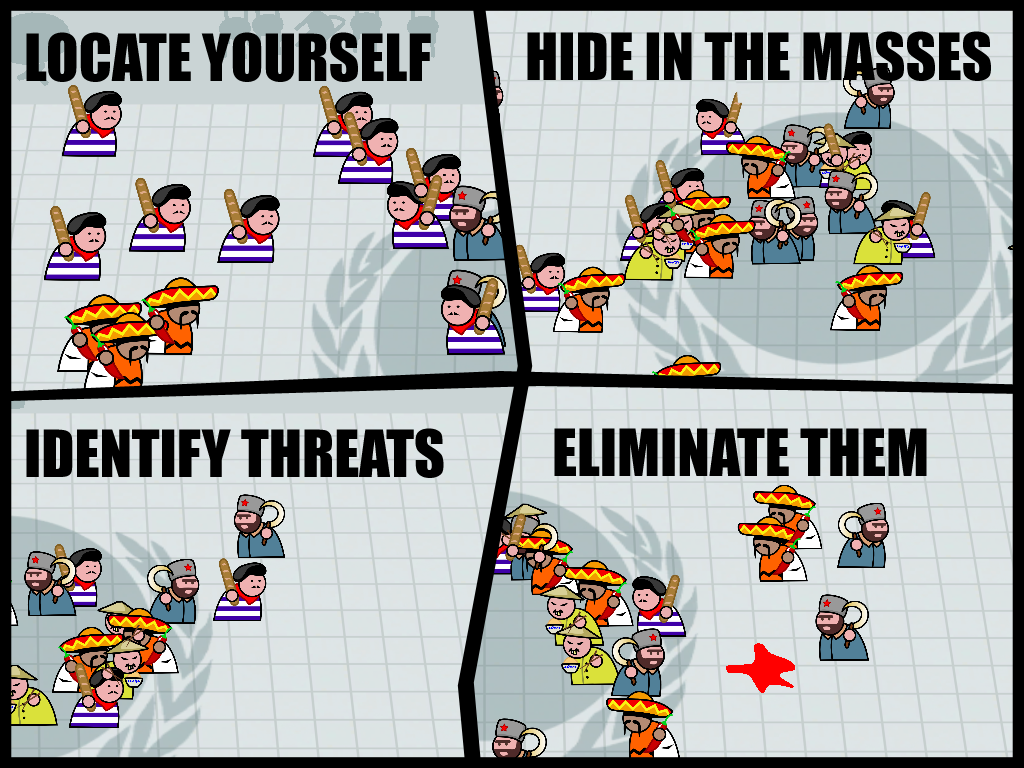 LOCATE YOURSELF
HIDE IN THE MASSES
IDENTIFY THREATS
ELIMINATE THEM